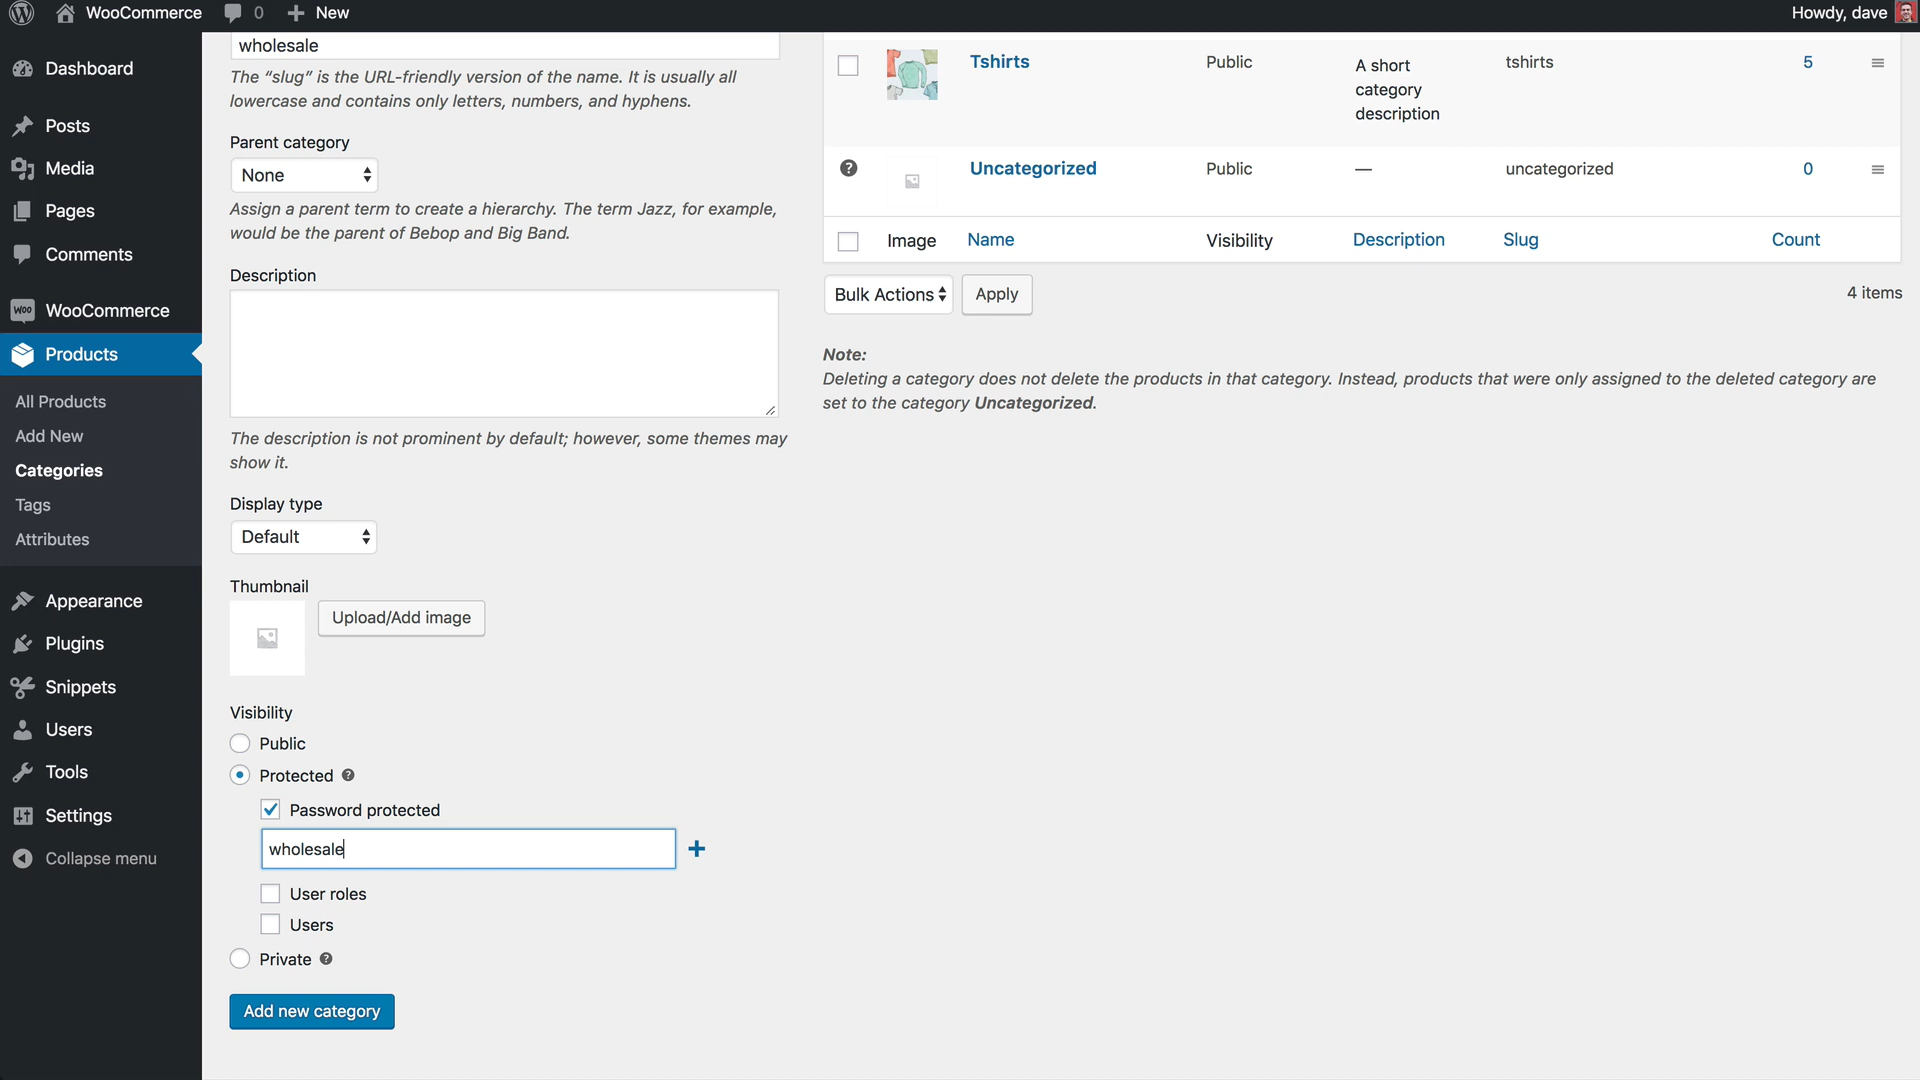 WooCommerce 0 New Howdy, dave
Dashboard
Posts
Media
Pages
Comments
WooCommerce
Products
All Products
Add New
Categories
Tags
Attributes
Appearance
Plugins
Snippets
Users
Tools
Settings
Collapse menu
wholesale
The “slug” is the URL-friendly version of the name. It is usually all
lowercase and contains only letters, numbers, and hyphens.
Parent category
None
Assign a parent term to create a hierarchy. The term Jazz, for example,
would be the parent of Bebop and Big Band.
Description
The description is not prominent by default; however, some themes may
show it.
Display type
Default
Thumbnail
Upload/Add image
Visibility
Public
Protected ?
Password protected
wholesale
User roles
Users
Private ?
Add new category
Tshirts Public A short tshirts 5
category
description
? Uncategorized Public — uncategorized 0
Image Name Visibility Description Slug Count
Bulk Actions Apply 4 items
Note:
Deleting a category does not delete the products in that category. Instead, products that were only assigned to the deleted category are
set to the category Uncategorized.